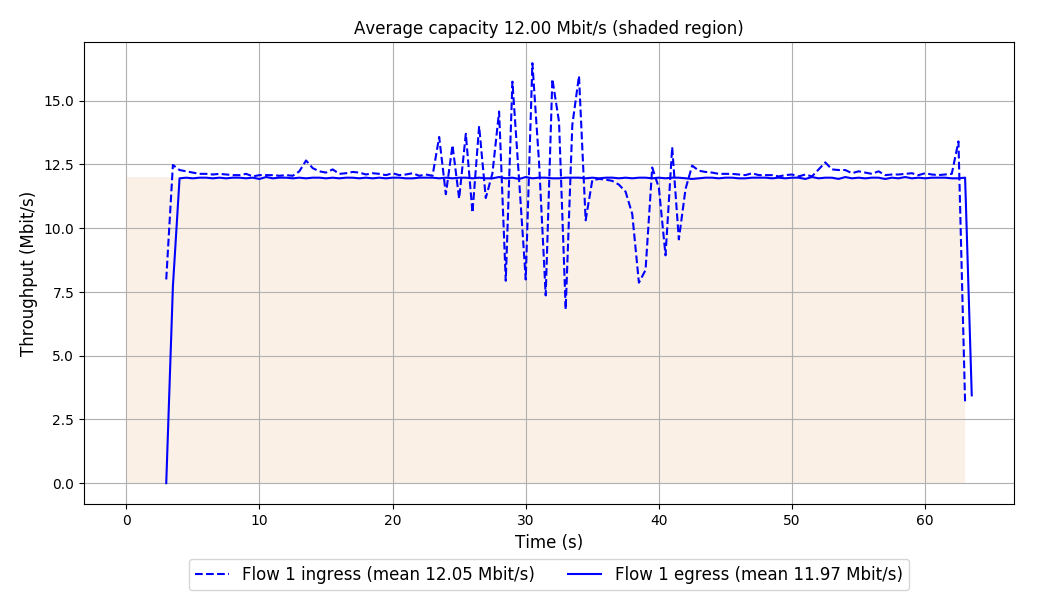 Average capacity 12.00 Mbit/s (shaded region)
Throughput (Mbit/s)
15.0
12.5
10.0
7.5
5.0
2.5
0.0
0 10 20 30 40 50 60
Time (s)
Flow 1 ingress (mean 12.05 Mbit/s) Flow 1 egress (mean 11.97 Mbit/s)